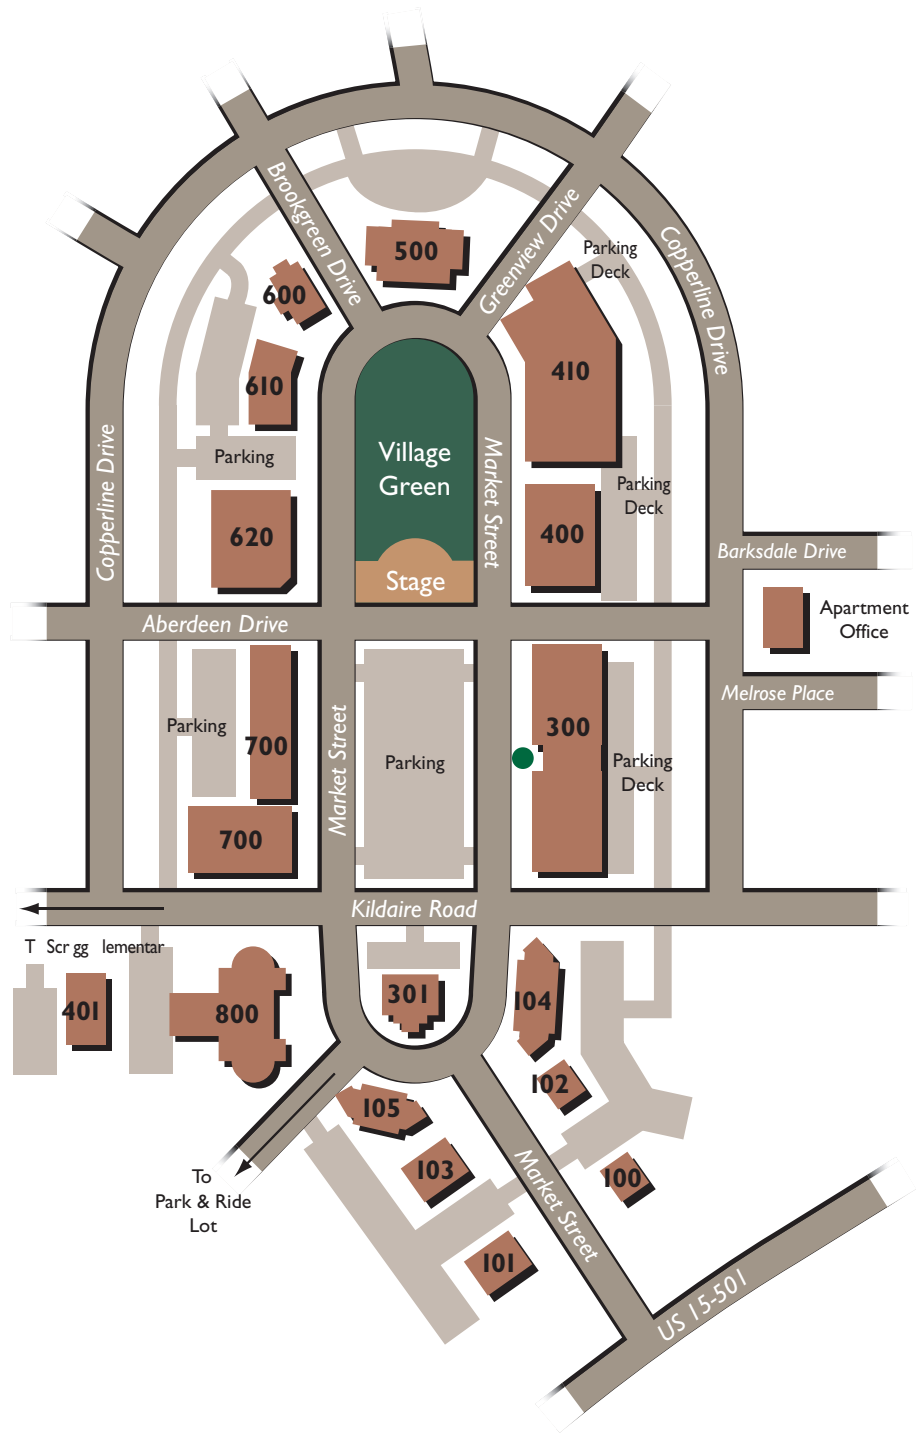 Brookgreen Drive
500
Greenview Drive
Parking
Deck
Copperline Drive
600
610
410
Village
Green
Market Street
Parking
Copperline Drive
Parking
Deck
620
400
Barksdale Drive
Stage
Apartment
Office
Aberdeen Drive
Melrose Place
Parking
700
Market Street
Parking
300
Parking
Deck
700
Kildaire Road
T Scr gg lementar
401
800
301
104
102
105
103
100
To
Park & Ride
Lot
Market Street
101
US 15-501